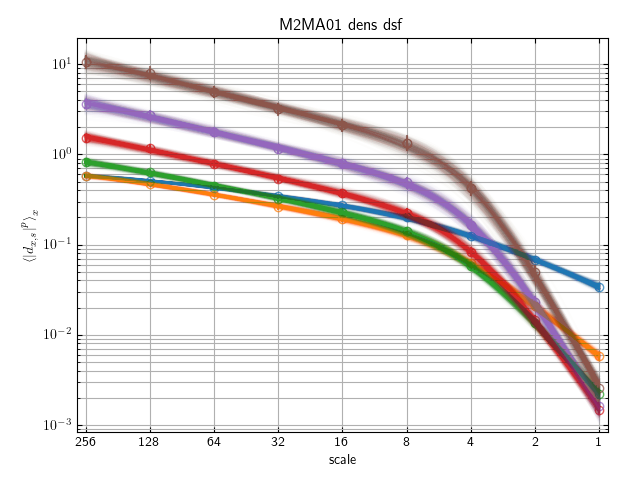 M2MA01 dens dsf
⟨|d_{x,s}|^p⟩_x
10^1
10^0
10^{-1}
10^{-2}
10^{-3}
256 128 64 32 16 8 4 2 1
scale